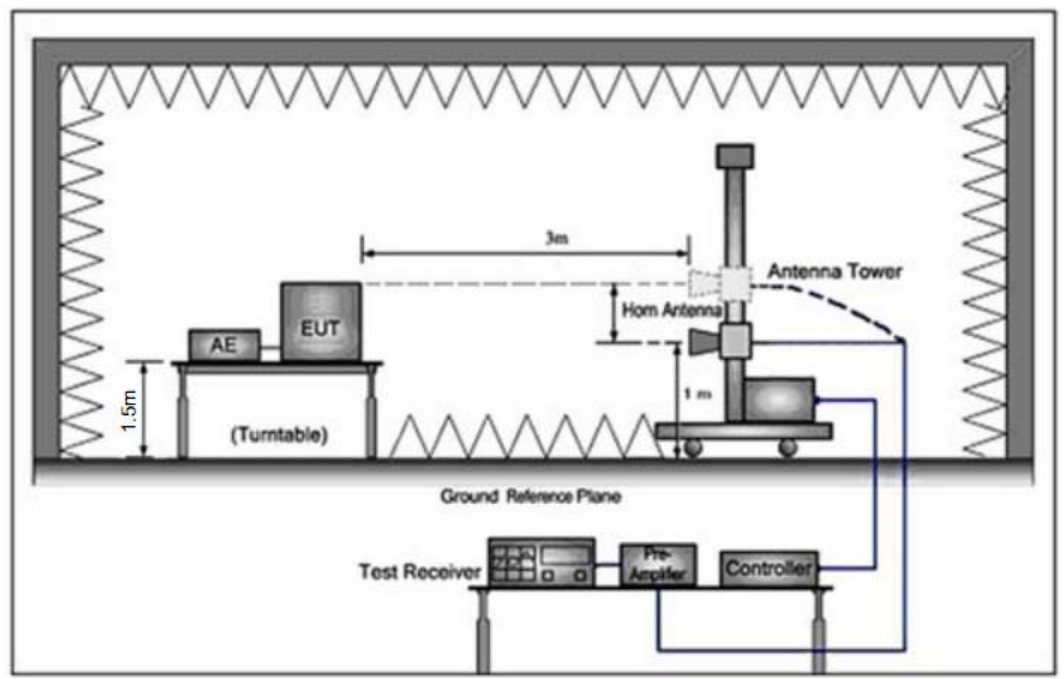 3m
Antenna Tower
Horn Antenna
EUT
AE
1.5m
1 m
(Turntable)
Ground Reference Plane
Test Receiver
Pre-
Amplifier
Controller